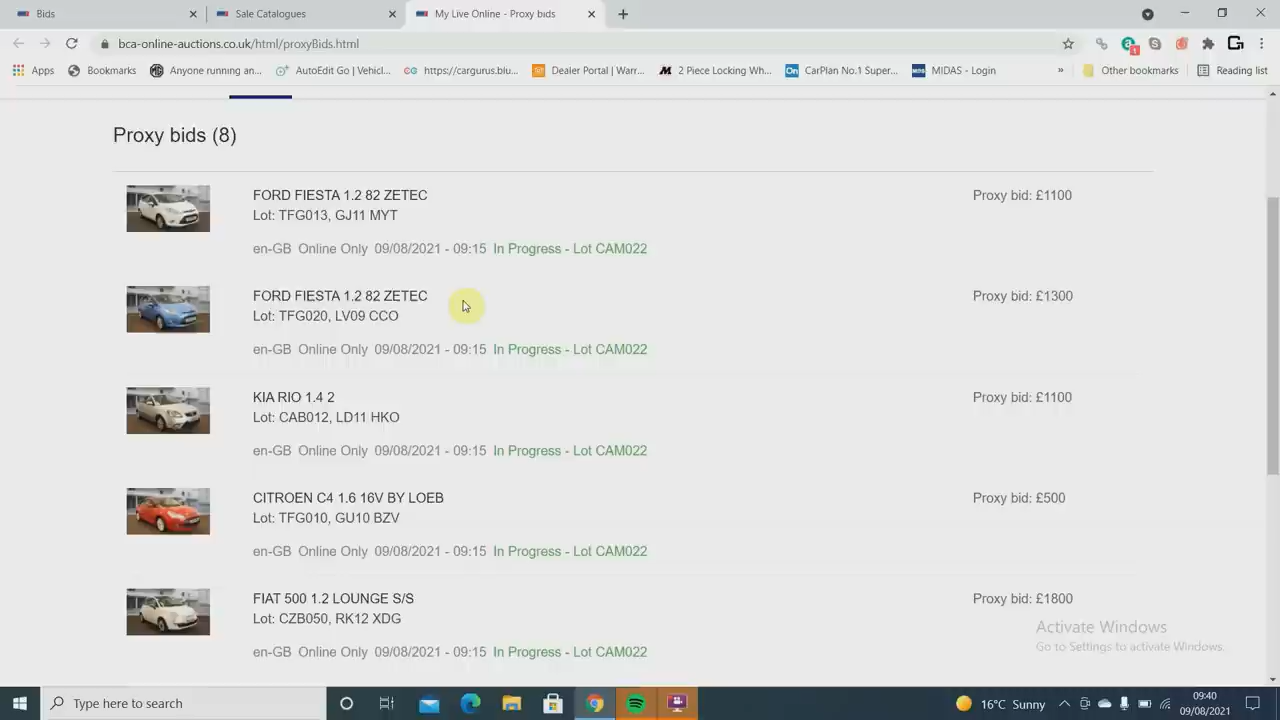 Bids
Sale Catalogues
My Live Online - Proxy bids
bca-online-auctions.co.uk/html/proxyBids.html
Apps
Bookmarks
Anyone running an...
AutoEdit Go | Vehicl...
https://cargurus.blu...
Dealer Portal | Warr...
2 Piece Locking Wh...
CarPlan No.1 Super...
MIDAS - Login
»
Other bookmarks
Reading list
Proxy bids (8)
FORD FIESTA 1.2 82 ZETEC
Proxy bid: £1100
Lot: TFG013, GJ11 MYT
en-GB Online Only 09/08/2021 - 09:15 In Progress - Lot CAM022
FORD FIESTA 1.2 82 ZETEC
Proxy bid: £1300
Lot: TFG020, LV09 CCO
en-GB Online Only 09/08/2021 - 09:15 In Progress - Lot CAM022
KIA RIO 1.4 2
Proxy bid: £1100
Lot: CAB012, LD11 HKO
en-GB Online Only 09/08/2021 - 09:15 In Progress - Lot CAM022
CITROEN C4 1.6 16V BY LOEB
Proxy bid: £500
Lot: TFG010, GU10 BZV
en-GB Online Only 09/08/2021 - 09:15 In Progress - Lot CAM022
FIAT 500 1.2 LOUNGE S/S
Proxy bid: £1800
Lot: CZB050, RK12 XDG
en-GB Online Only 09/08/2021 - 09:15 In Progress - Lot CAM022
Activate Windows
Go to Settings to activate Windows.
Type here to search
16°C Sunny
09:40
09/08/2021